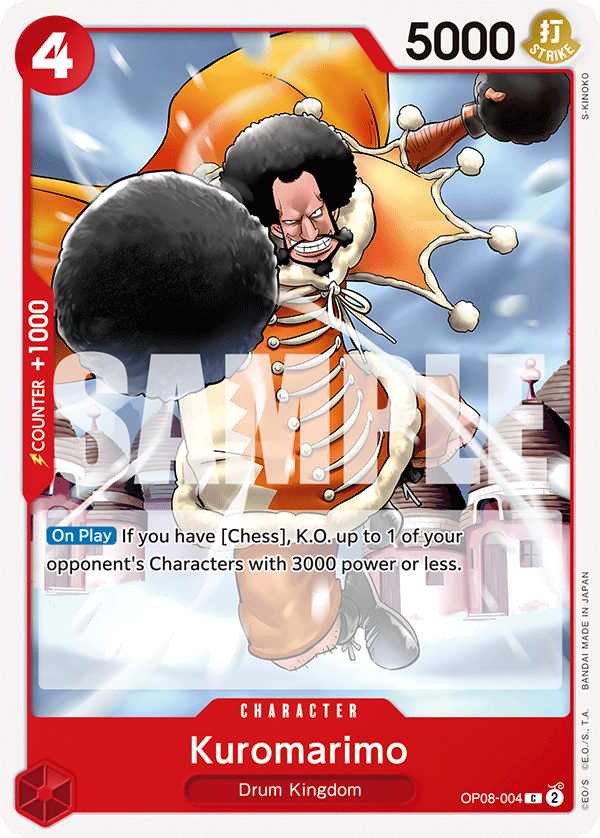 4
5000
打
STRIKE
S-KINOKO
COUNTER +1000
SAMPLE
On Play If you have [Chess], K.O. up to 1 of your
opponent's Characters with 3000 power or less.
CHARACTER
Kuromarimo
Drum Kingdom
OP08-004 C 2
©EO/S ©E.O./S., T.A. BANDAI MADE IN JAPAN